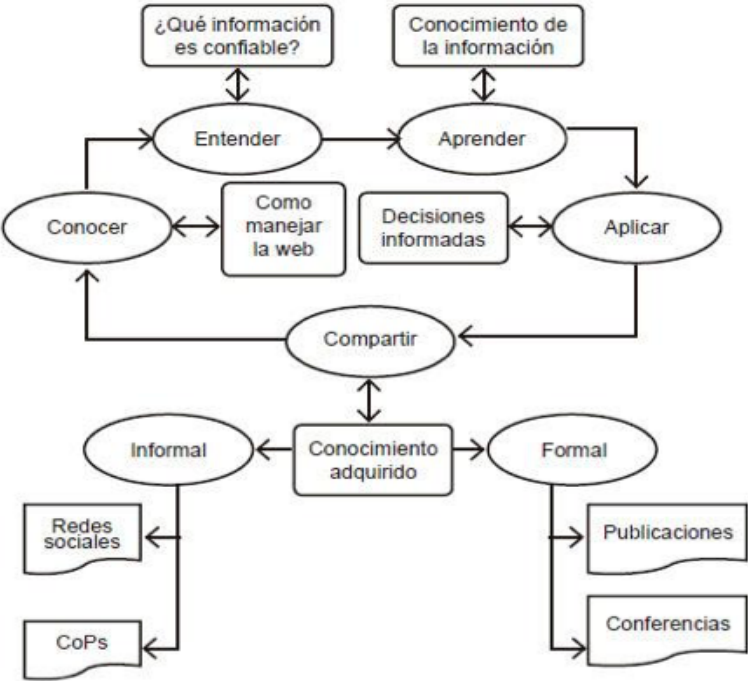 ¿Qué información
es confiable?
Conocimiento de
la información
Entender
Aprender
Conocer
Como
manejar
la web
Decisiones
informadas
Aplicar
Compartir
Informal
Conocimiento
adquirido
Formal
Redes
sociales
Publicaciones
CoPs
Conferencias